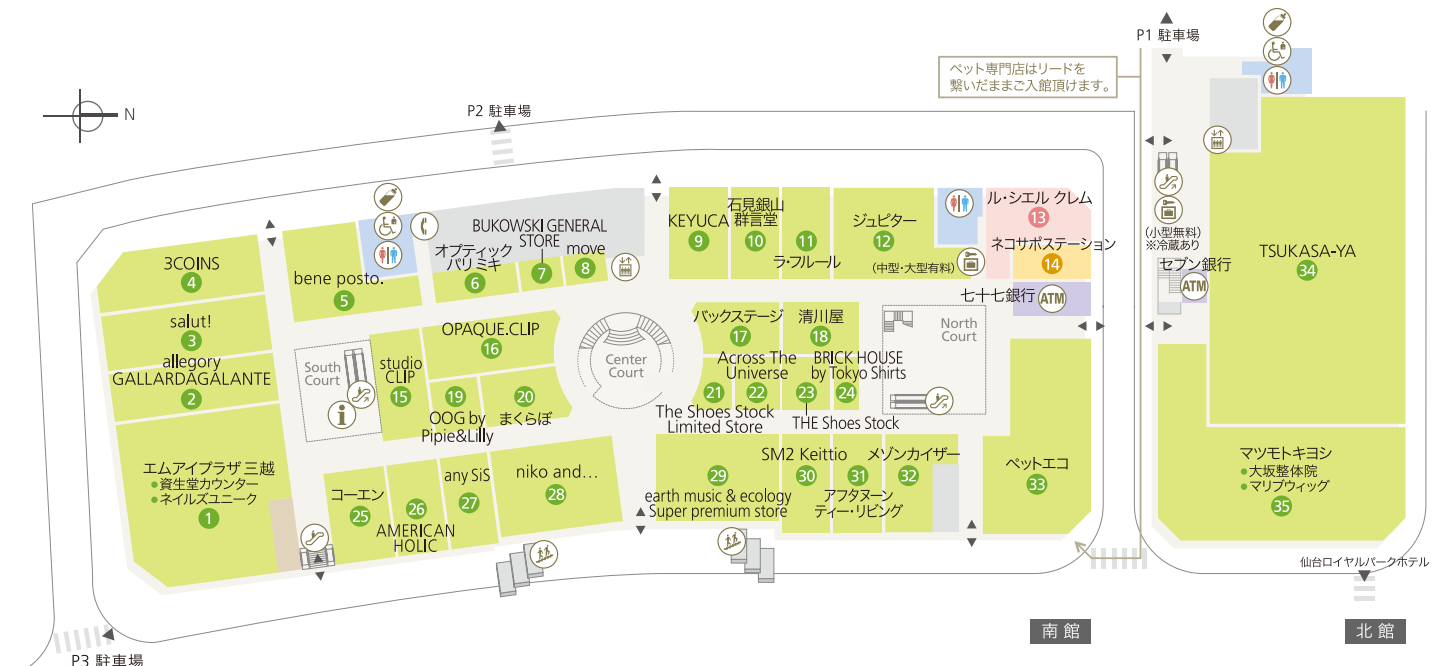 P1 駐車場
ペット専門店はリードを
繋いだままご入館頂けます。
P2 駐車場
N
BUKOWSKI GENERAL
STORE
7
オプティック
パリミキ
6
move
8
KEYUCA
9
石見銀山
群言堂
10
11
ラ・フルール
ジュピター
12
(中型・大型有料)
ル・シエル クレム
13
ネコサポステーション
14
七十七銀行
ATM
(小型無料)
※冷蔵あり
セブン銀行
ATM
TSUKASA-YA
34
3COINS
4
bene posto.
5
salut!
3
allegory
GALLARDAGALANTE
2
South
Court
i
studio
CLIP
15
OPAQUE.CLIP
16
19
OOG by
Pipie&Lilly
20
まくらぼ
Center
Court
バックステージ
17
清川屋
18
North
Court
Across The
Universe
22
BRICK HOUSE
by Tokyo Shirts
24
21
The Shoes Stock
Limited Store
23
THE Shoes Stock
エムアイプラザ三越
●資生堂カウンター
●ネイルズユニーク
1
コーエン
25
26
AMERICAN
HOLIC
any SiS
27
niko and...
28
29
earth music & ecology
Super premium store
SM2 Keittio
30
31
アフタヌーン
ティー・リビング
メゾンカイザー
32
ペットエコ
33
マツモトキヨシ
●大坂整体院
●マリブウィッグ
35
仙台ロイヤルパークホテル
南館
北館
P3 駐車場